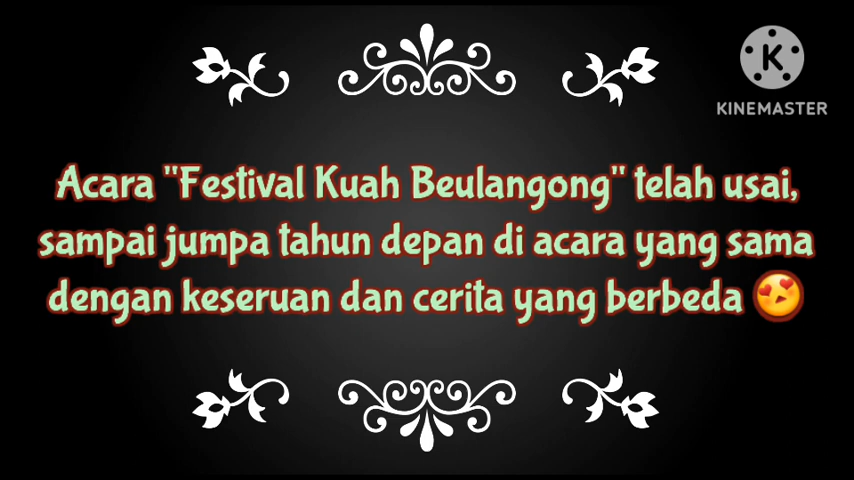 KINEMASTER
Acara "Festival Kuah Beulangong" telah usai,
sampai jumpa tahun depan di acara yang sama
dengan keseruan dan cerita yang berbeda 😍